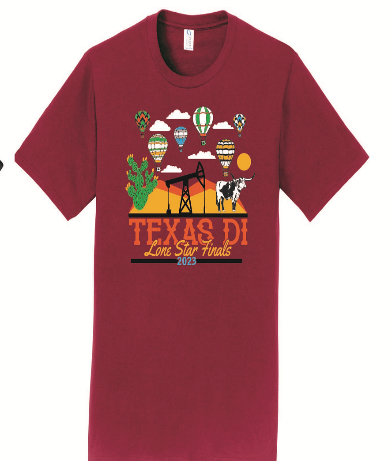 TEXAS DI
Lone Star Finals
2023